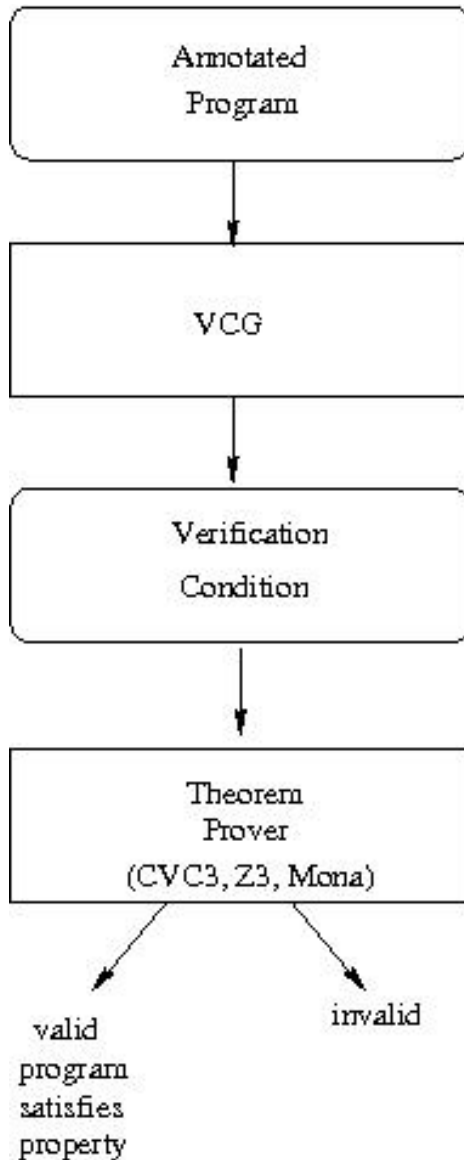 Annotated
Program
VCG
Verification
Condition
Theorem
Prover
(CVC3, Z3, Mona)
valid
program
satisfies
property
invalid